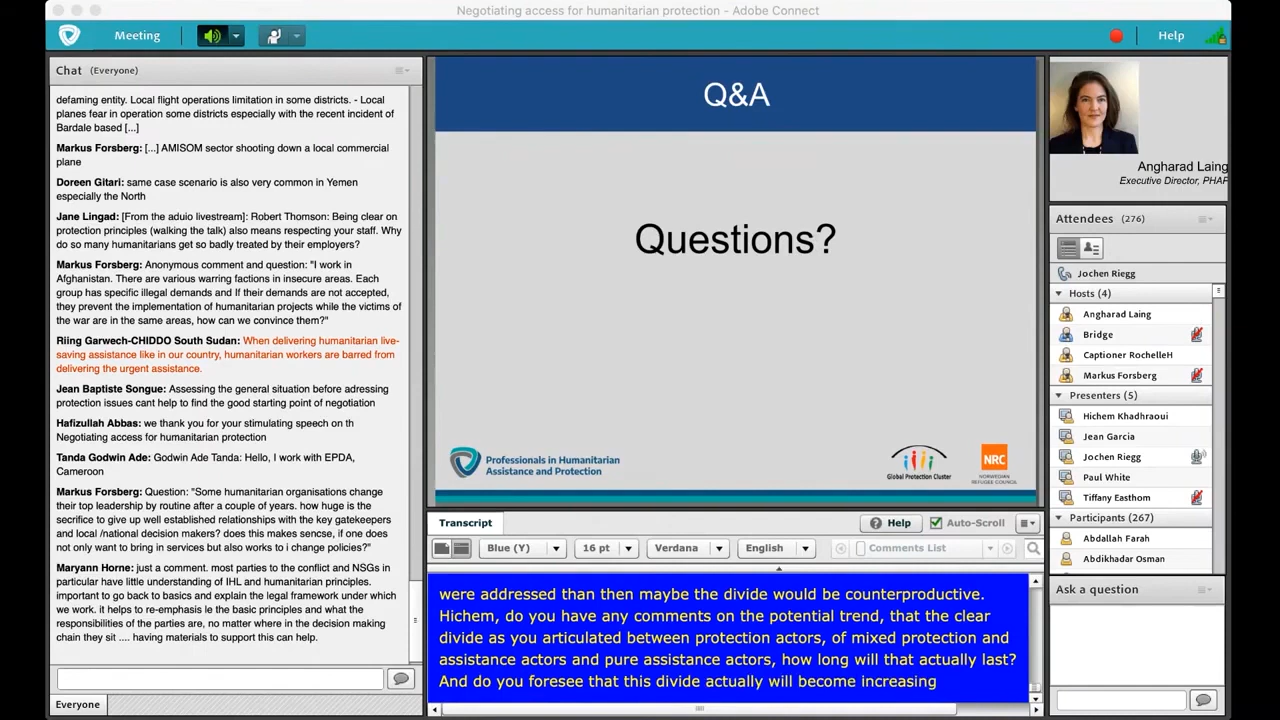 Negotiating access for humanitarian protection - Adobe Connect
Meeting
Help
Chat (Everyone)
defaming entity. Local flight operations limitation in some districts. - Local
planes fear in operation some districts especially with the recent incident of
Bardale based [...]
Markus Forsberg: [...] AMISOM sector shooting down a local commercial
plane
Doreen Gitari: same case scenario is also very common in Yemen
especially the North
Jane Lingad: [From the aduio livestream]: Robert Thomson: Being clear on
protection principles (walking the talk) also means respecting your staff. Why
do so many humanitarians get so badly treated by their employers?
Markus Forsberg: Anonymous comment and question: "I work in
Afghanistan. There are various warring factions in insecure areas. Each
group has specific illegal demands and If their demands are not accepted,
they prevent the implementation of humanitarian projects while the victims of
the war are in the same areas, how can we convince them?"
Riing Garwech-CHIDDO South Sudan: When delivering humanitarian live-
saving assistance like in our country, humanitarian workers are barred from
delivering the urgent assistance.
Jean Baptiste Songue: Assessing the general situation before adressing
protection issues cant help to find the good starting point of negotiation
Hafizullah Abbas: we thank you for your stimulating speech on th
Negotiating access for humanitarian protection
Tanda Godwin Ade: Godwin Ade Tanda: Hello, I work with EPDA,
Cameroon
Markus Forsberg: Question: "Some humanitarian organisations change
their top leadership by routine after a couple of years. how huge is the
sacrifice to give up well established relationships with the key gatekeepers
and local /national decision makers? does this makes sencse, if one does
not only want to bring in services but also works to i change policies?"
Maryann Horne: just a comment. most parties to the conflict and NSGs in
particular have little understanding of IHL and humanitarian principles.
important to go back to basics and explain the legal framework under which
we work. it helps to re-emphasis le the basic principles and what the
responsibilities of the parties are, no matter where in the decision making
chain they sit .... having materials to support this can help.
Everyone
Q&A
Questions?
Professionals in Humanitarian
Assistance and Protection
Global Protection Cluster
NRC
NORWEGIAN
REFUGEE COUNCIL
Transcript
Help
Auto-Scroll
Blue (Y)
16 pt
Verdana
English
Comments List
were addressed than then maybe the divide would be counterproductive.
Hichem, do you have any comments on the potential trend, that the clear
divide as you articulated between protection actors, of mixed protection and
assistance actors and pure assistance actors, how long will that actually last?
And do you foresee that this divide actually will become increasing
Angharad Laing
Executive Director, PHAP
Attendees (276)
Jochen Riegg
Hosts (4)
Angharad Laing
Bridge
Captioner RochelleH
Markus Forsberg
Presenters (5)
Hichem Khadhraoui
Jean Garcia
Jochen Riegg
Paul White
Tiffany Easthom
Participants (267)
Abdallah Farah
Abdikhadar Osman
Ask a question